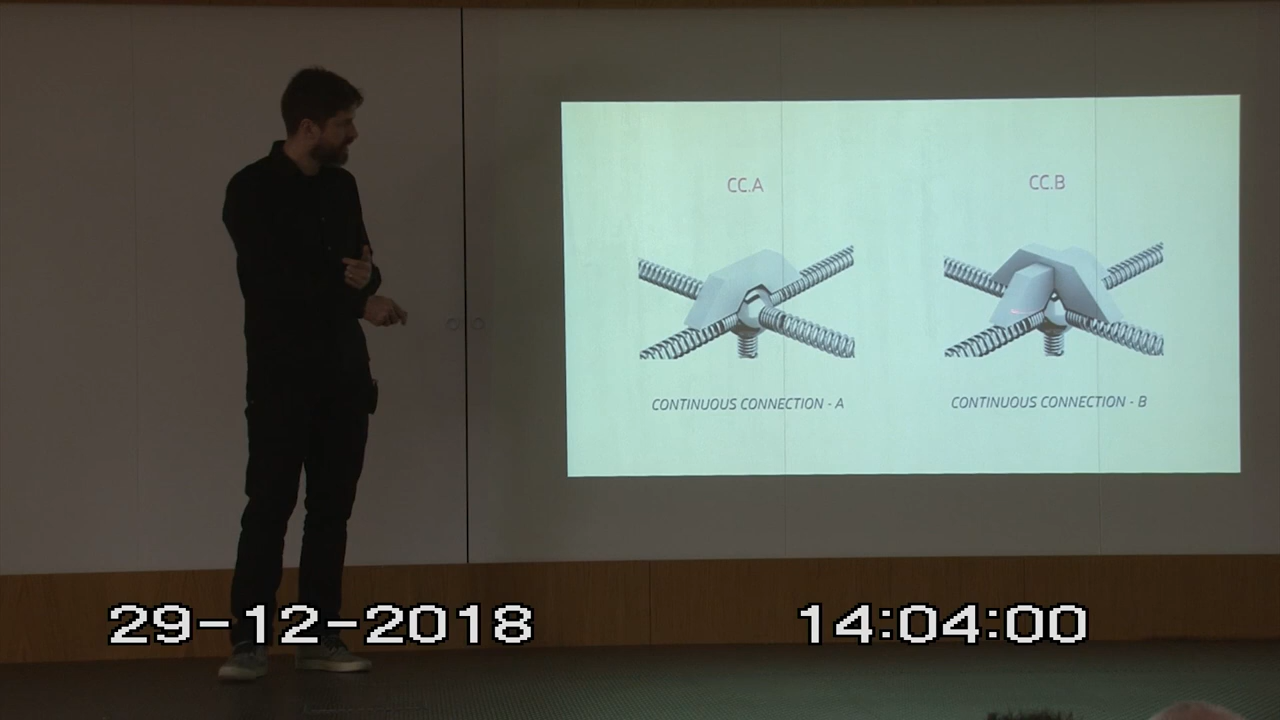 CC.A
CC.B
CONTINUOUS CONNECTION - A
CONTINUOUS CONNECTION - B
29-12-2018
14:04:00